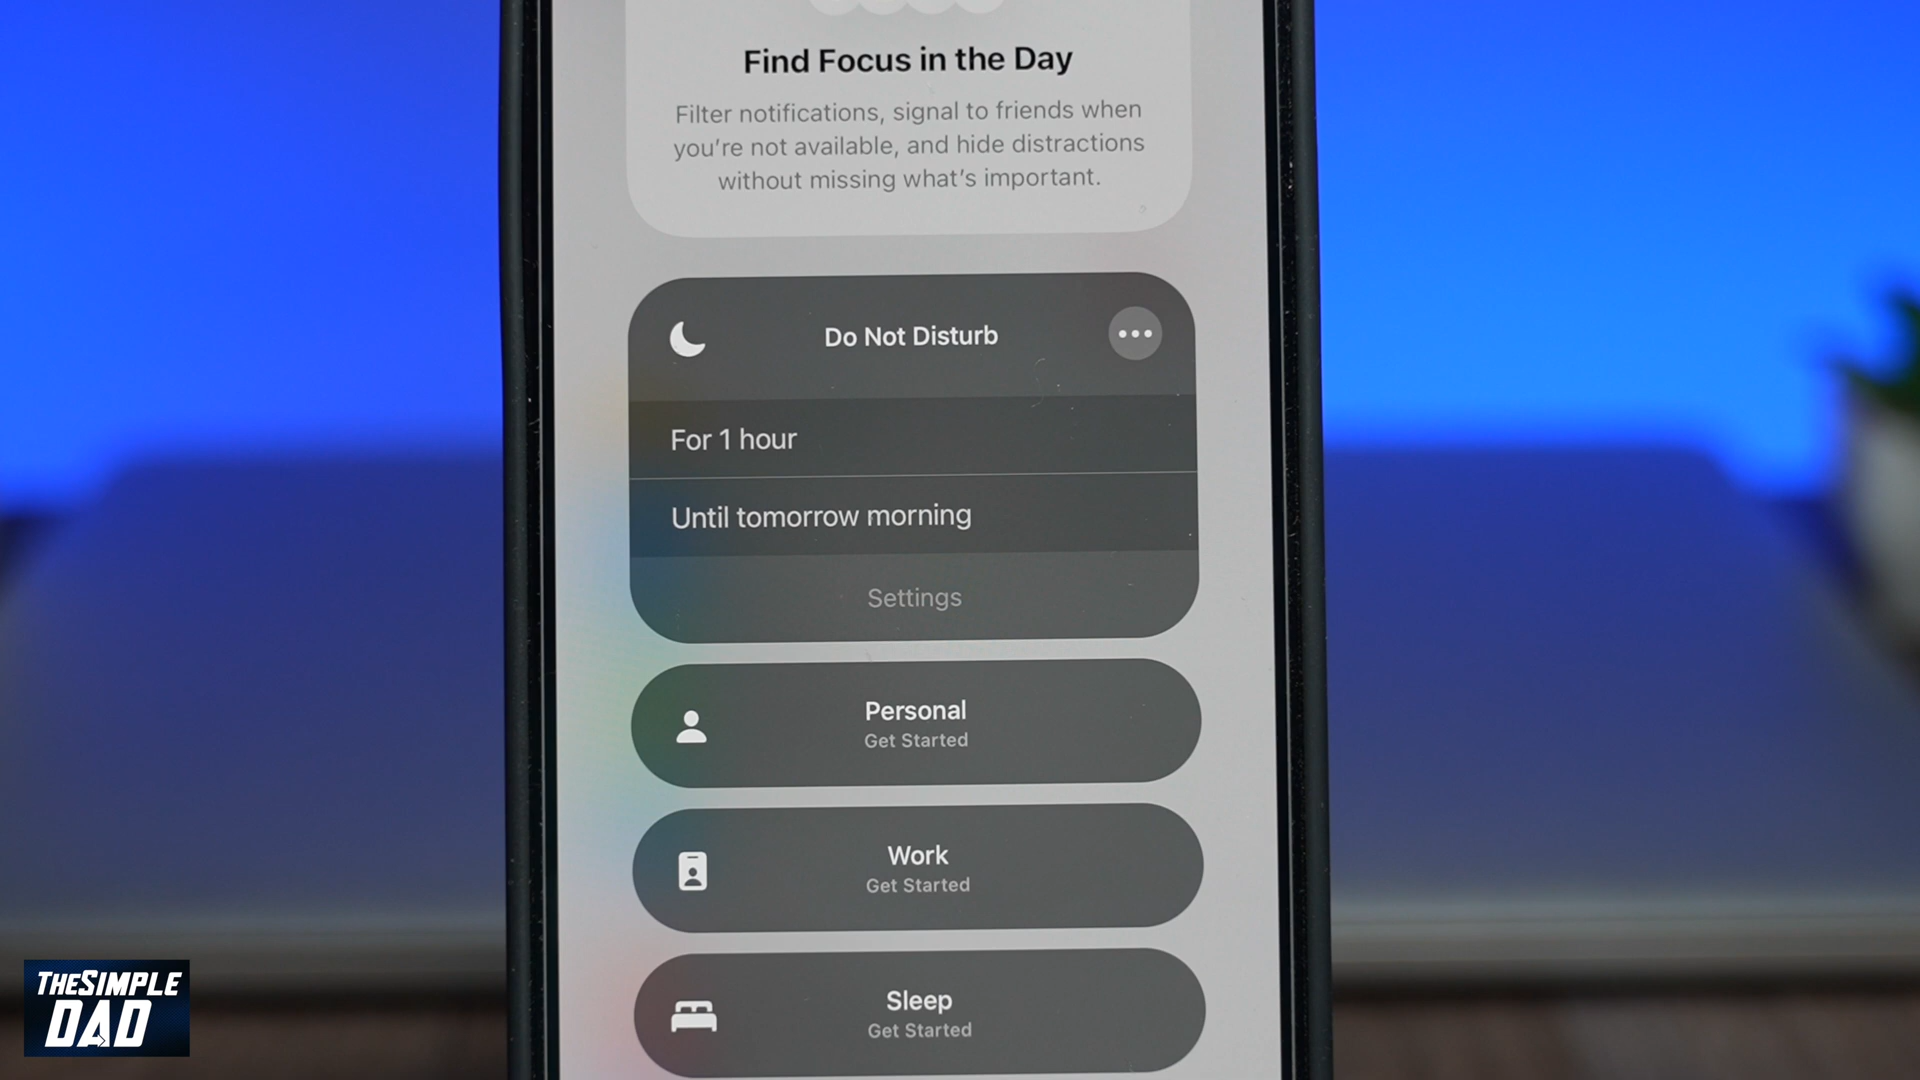 Find Focus in the Day
Filter notifications, signal to friends when
you're not available, and hide distractions
without missing what's important.
Do Not Disturb
For 1 hour
Until tomorrow morning
Settings
Personal
Get Started
Work
Get Started
Sleep
Get Started
THESIMPLE
DAD